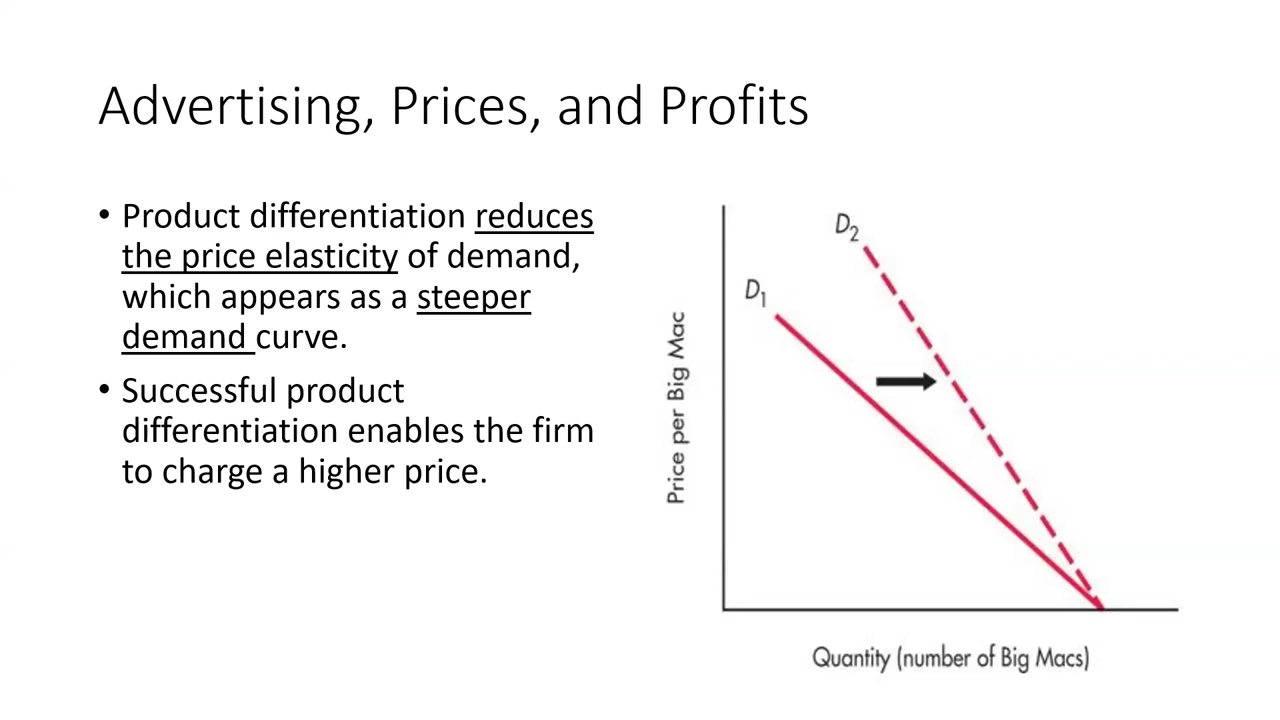 Advertising, Prices, and Profits
• Product differentiation reduces
the price elasticity of demand,
which appears as a steeper
demand curve.
• Successful product
differentiation enables the firm
to charge a higher price.
D2
D1
Price per Big Mac
Quantity (number of Big Macs)